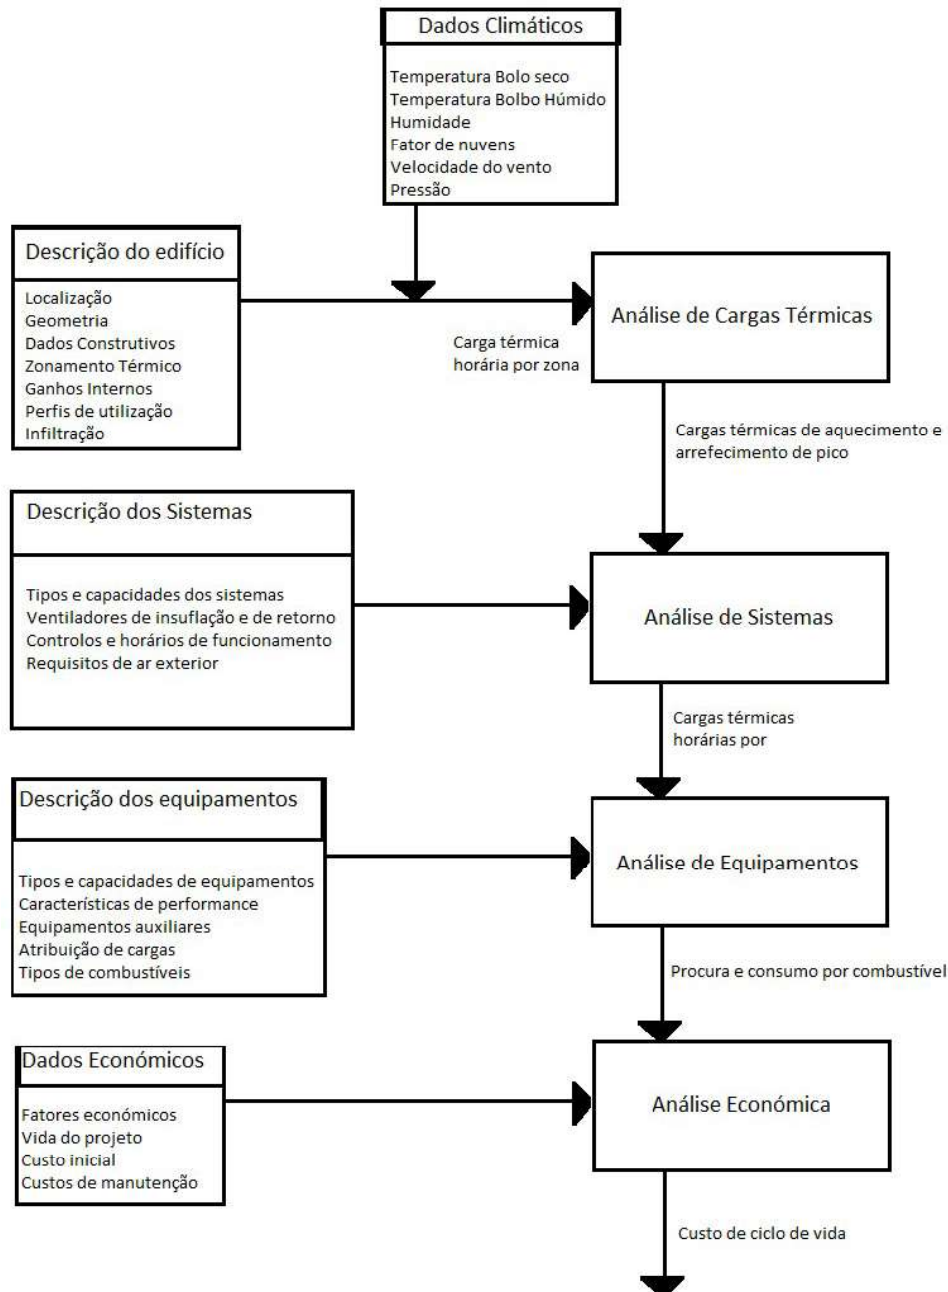 Dados Climáticos
Temperatura Bolo seco
Temperatura Bolbo Húmido
Humidade
Fator de nuvens
Velocidade do vento
Pressão
Descrição do edifício
Localização
Geometria
Dados Construtivos
Zonamento Térmico
Ganhos Internos
Perfis de utilização
Infiltração
Carga térmica
horária por zona
Análise de Cargas Térmicas
Cargas térmicas de aquecimento e
arrefecimento de pico
Descrição dos Sistemas
Tipos e capacidades dos sistemas
Ventiladores de insuflação e de retorno
Controlos e horários de funcionamento
Requisitos de ar exterior
Análise de Sistemas
Cargas térmicas
horárias por
Descrição dos equipamentos
Tipos e capacidades de equipamentos
Características de performance
Equipamentos auxiliares
Atribuição de cargas
Tipos de combustíveis
Análise de Equipamentos
Procura e consumo por combustível
Dados Económicos
Fatores económicos
Vida do projeto
Custo inicial
Custos de manutenção
Análise Económica
Custo de ciclo de vida